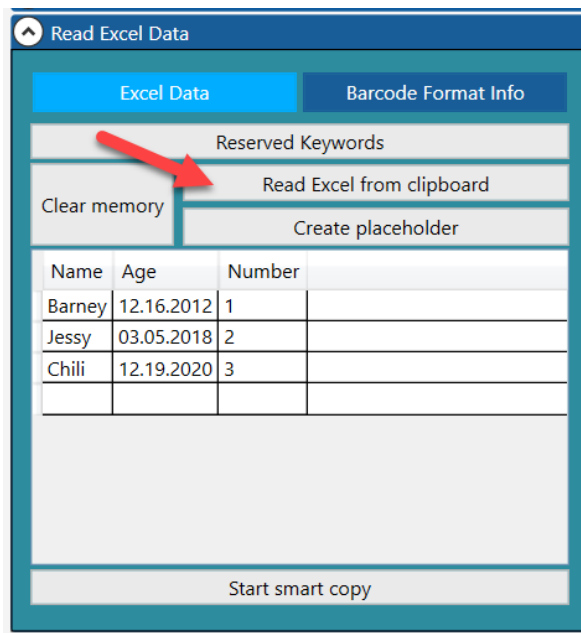 Read Excel Data
Excel Data Barcode Format Info
Reserved Keywords
Clear memory
Read Excel from clipboard
Create placeholder
Name Age Number
Barney 12.16.2012 1
Jessy 03.05.2018 2
Chili 12.19.2020 3
Start smart copy